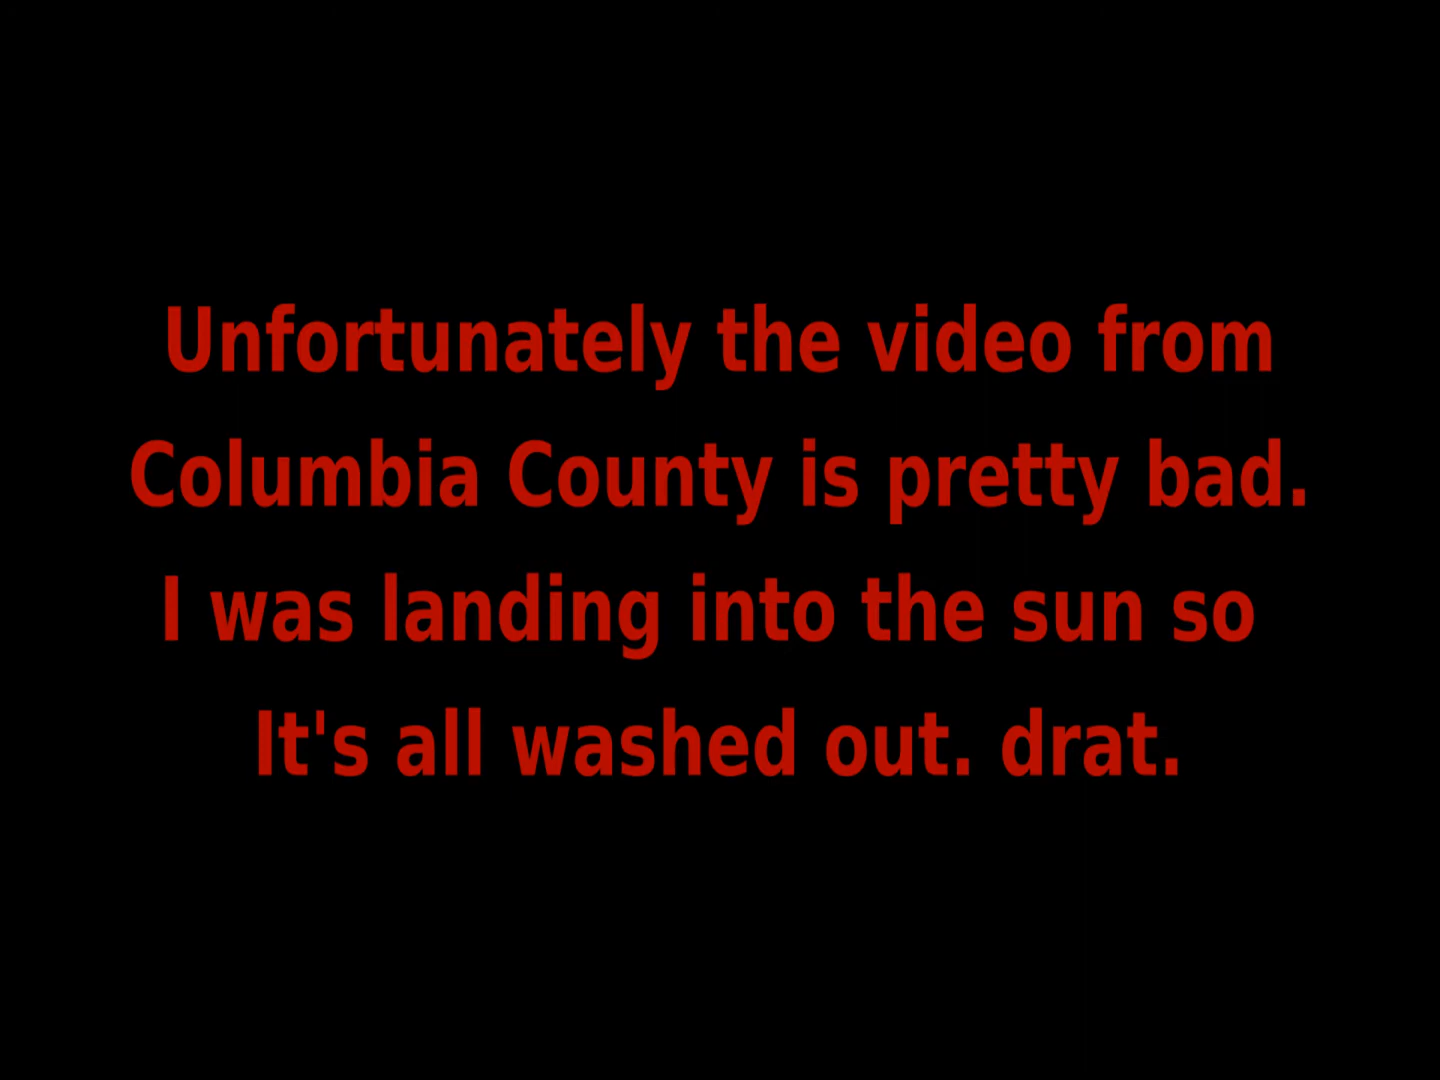 Unfortunately the video from
Columbia County is pretty bad.
I was landing into the sun so
It's all washed out. drat.